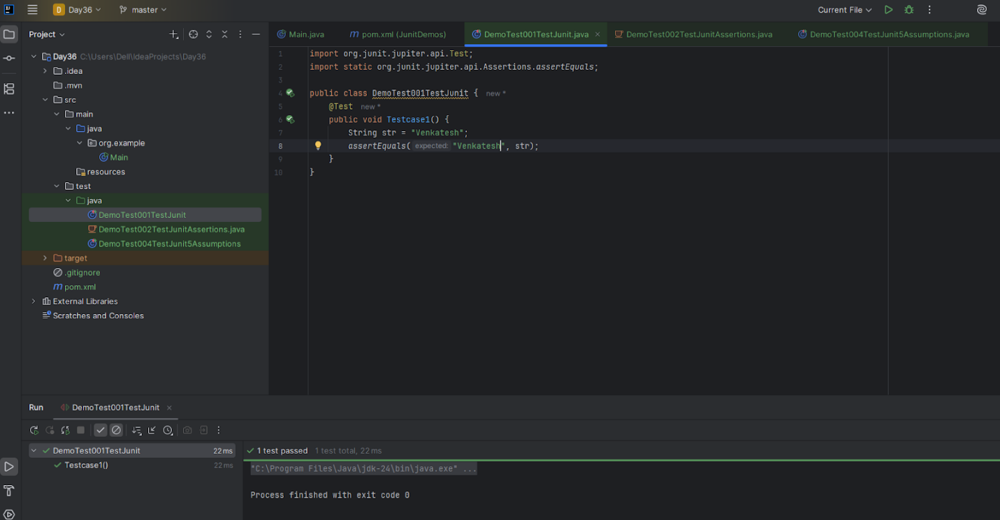 D Day36 master Current File
Project
Main.java pom.xml (JunitDemos) DemoTest001TestJunit.java DemoTest002TestJunitAssertions.java DemoTest004TestJunit5Assumptions.java
Day36 C:\Users\Dell\IdeaProjects\Day36
.idea
.mvn
src
main
java
org.example
Main
resources
test
java
DemoTest001TestJunit
DemoTest002TestJunitAssertions.java
DemoTest004TestJunit5Assumptions
target
.gitignore
pom.xml
External Libraries
Scratches and Consoles
1 import org.junit.jupiter.api.Test;
2 import static org.junit.jupiter.api.Assertions.assertEquals;
3
4 public class DemoTest001TestJunit { new *
5 @Test new *
6 public void Testcase1() {
7 String str = "Venkatesh";
8 assertEquals( expected: "Venkatesh", str);
9 }
10 }
Run DemoTest001TestJunit
DemoTest001TestJunit 22 ms
Testcase1() 22 ms
1 test passed 1 test total, 22 ms
"C:\Program Files\Java\jdk-24\bin\java.exe" ...
Process finished with exit code 0